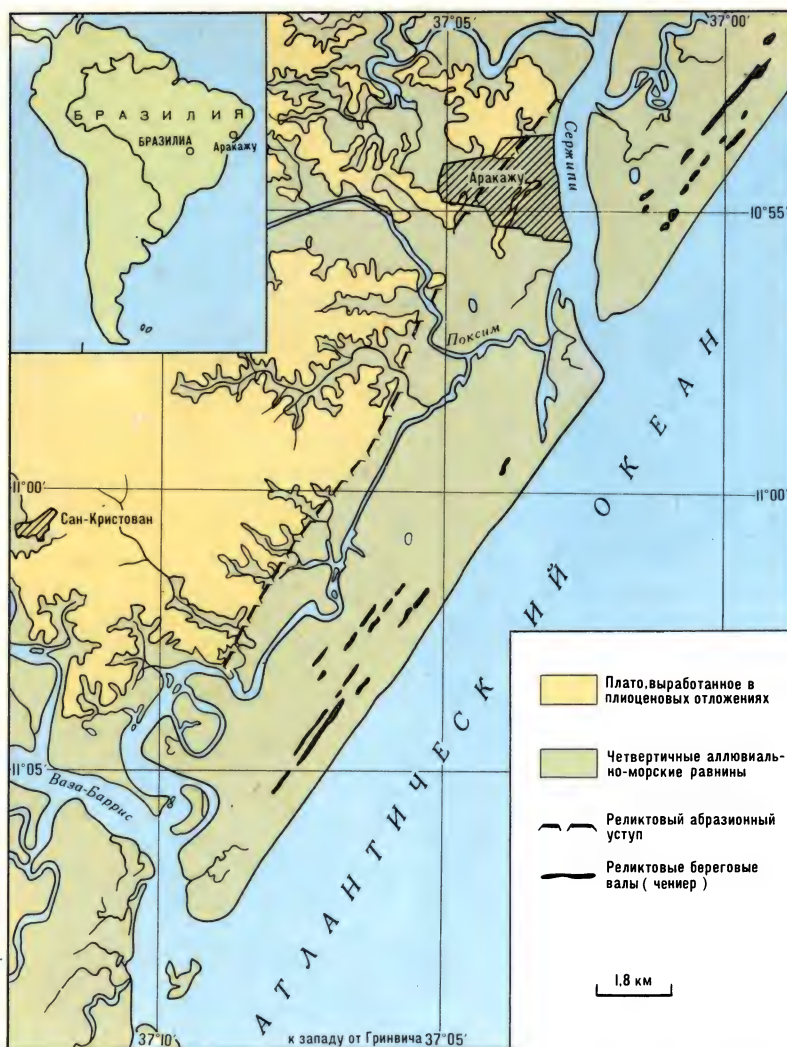 37°05'
37°00'
БРАЗИЛИЯ
БРАЗИЛИА
Аракажу
Сержипи
Аракажу
10°55'
Поксим
11°00'
11°00'
Сан-Кристован
АТЛАНТИЧЕСКИЙ ОКЕАН
11°05'
Ваза-Баррис
Плато, выработанное в
плиоценовых отложениях
Четвертичные аллювиаль-
но-морские равнины
Реликтовый абразионный
уступ
Реликтовые береговые
валы ( чениер )
1,8 км
37°10'
к западу от Гринвича 37°05'